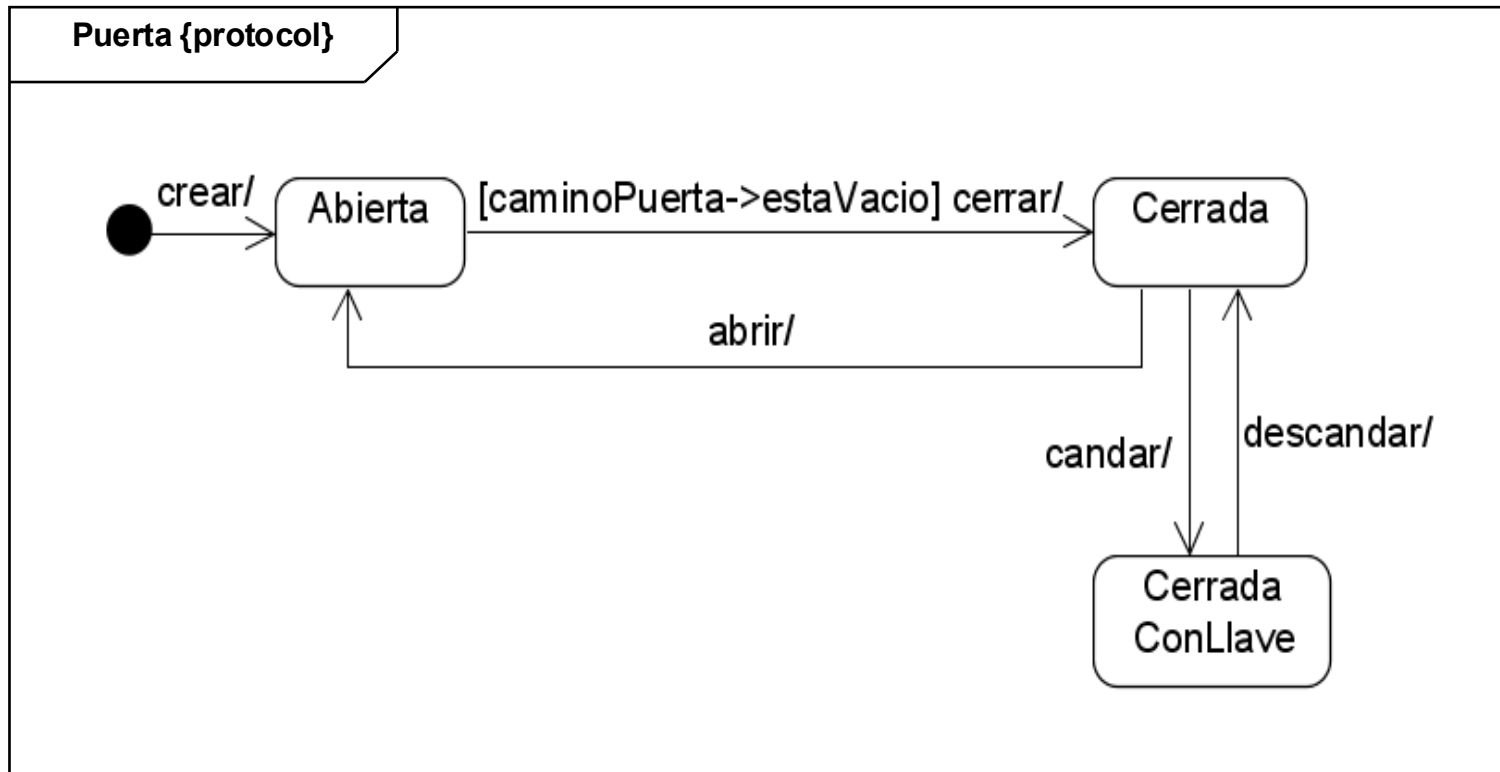 Puerta {protocol}
crear/
Abierta
[caminoPuerta->estaVacio] cerrar/
Cerrada
abrir/
candar/
descandar/
Cerrada
ConLlave